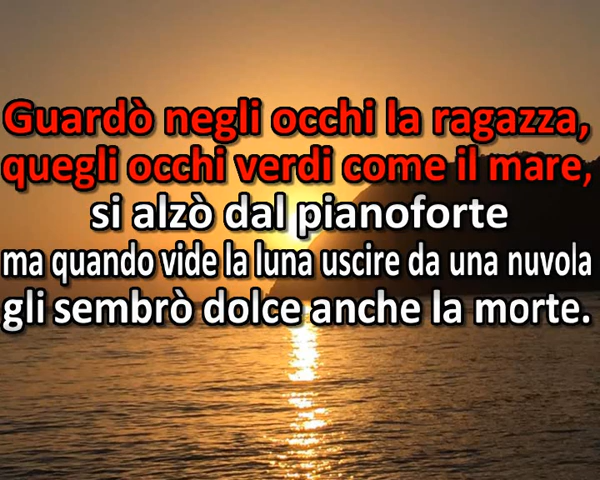 Guardò negli occhi la ragazza,
quegli occhi verdi come il mare,
si alzò dal pianoforte
ma quando vide la luna uscire da una nuvola
gli sembrò dolce anche la morte.